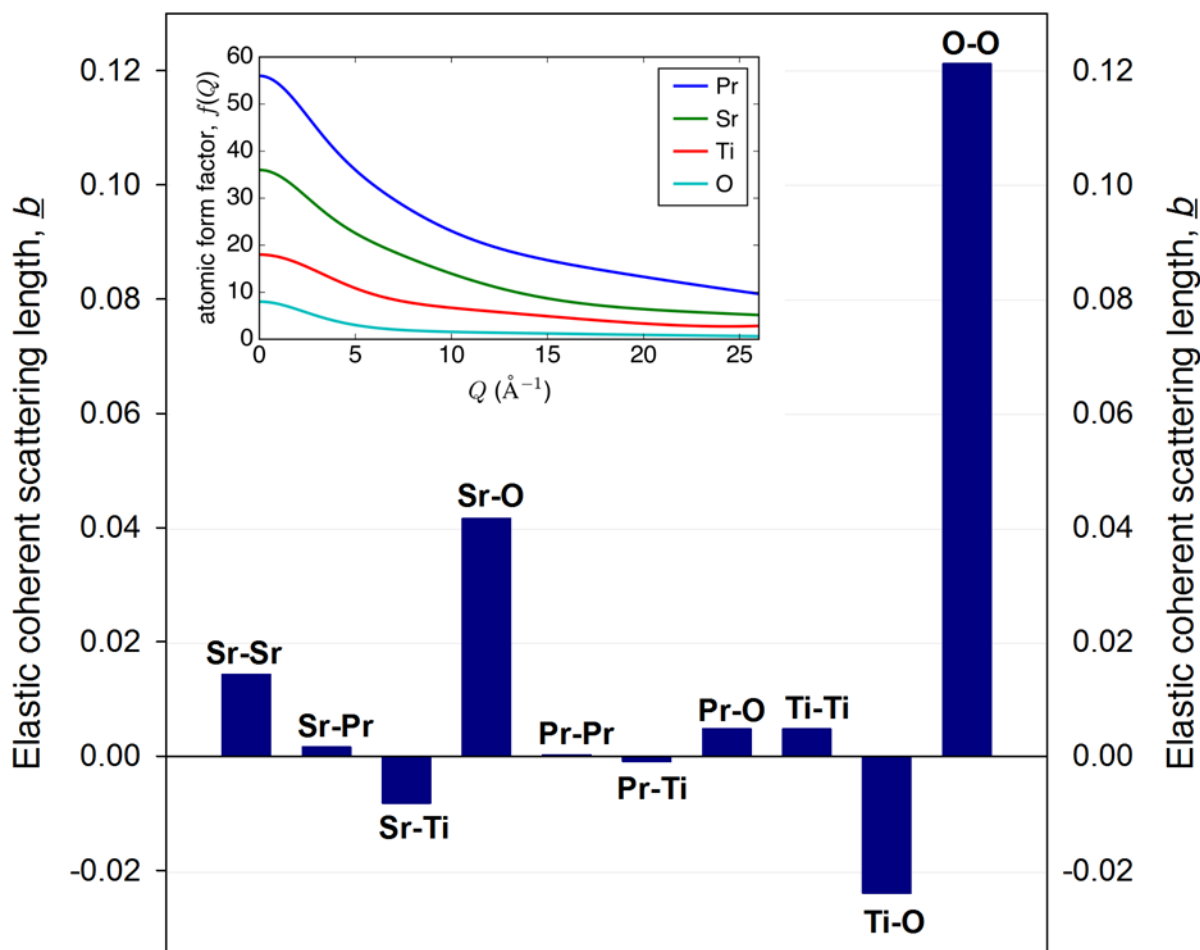 Elastic coherent scattering length, b
0.12
0.10
0.08
0.06
0.04
0.02
0.00
-0.02
60
50
40
30
20
10
0
atomic form factor, f(Q)
0 5 10 15 20 25
Q (Å⁻¹)
Pr
Sr
Ti
O
Sr-Sr
Sr-Pr
Sr-Ti
Sr-O
Pr-Pr
Pr-Ti
Pr-O
Ti-Ti
Ti-O
O-O
0.12
0.10
0.08
0.06
0.04
0.02
0.00
-0.02
Elastic coherent scattering length, b